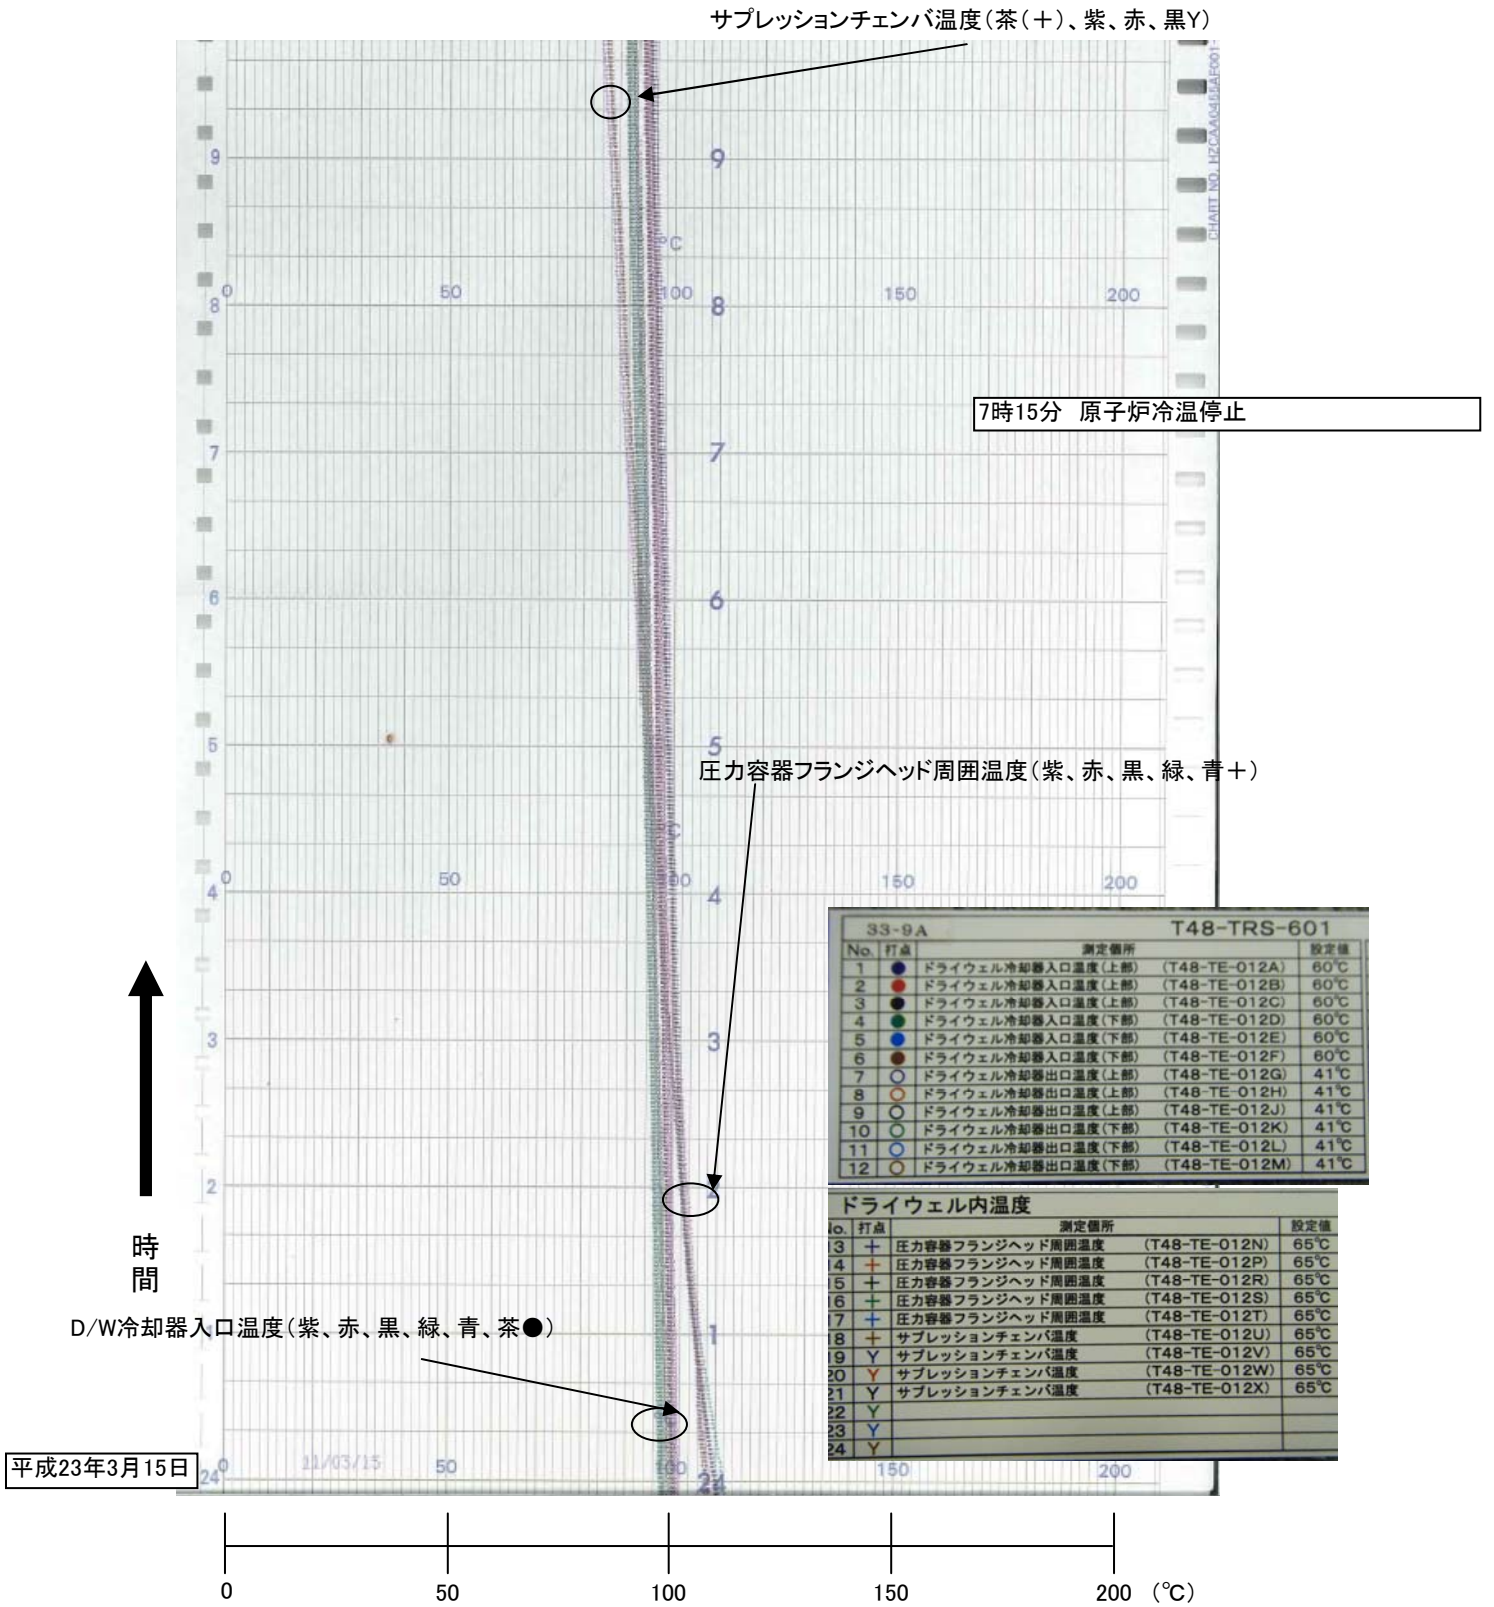 サプレッションチェンバ温度(茶(+)、紫、赤、黒Y)
CHART NO. HZCAA0455AF001-
9 9
℃
0 50 100 150 200
8 8
7時15分 原子炉冷温停止
7 7
6 6
5 5
圧力容器フランジヘッド周囲温度(紫、赤、黒、緑、青+)
0 50 150 200
4 4
33-9A T48-TRS-601
No. 打点 測定個所 設定値
1 ドライウェル冷却器入口温度(上部) (T48-TE-012A) 60℃
2 ドライウェル冷却器入口温度(上部) (T48-TE-012B) 60℃
3 ドライウェル冷却器入口温度(上部) (T48-TE-012C) 60℃
4 ドライウェル冷却器入口温度(下部) (T48-TE-012D) 60℃
5 ドライウェル冷却器入口温度(下部) (T48-TE-012E) 60℃
6 ドライウェル冷却器入口温度(下部) (T48-TE-012F) 60℃
7 ドライウェル冷却器出口温度(上部) (T48-TE-012G) 41℃
8 ドライウェル冷却器出口温度(上部) (T48-TE-012H) 41℃
9 ドライウェル冷却器出口温度(上部) (T48-TE-012J) 41℃
10 ドライウェル冷却器出口温度(下部) (T48-TE-012K) 41℃
11 ドライウェル冷却器出口温度(下部) (T48-TE-012L) 41℃
12 ドライウェル冷却器出口温度(下部) (T48-TE-012M) 41℃
3 3
2 2
ドライウェル内温度
No. 打点 測定個所 設定値
13 + 圧力容器フランジヘッド周囲温度 (T48-TE-012N) 65℃
14 + 圧力容器フランジヘッド周囲温度 (T48-TE-012P) 65℃
15 + 圧力容器フランジヘッド周囲温度 (T48-TE-012R) 65℃
16 + 圧力容器フランジヘッド周囲温度 (T48-TE-012S) 65℃
17 + 圧力容器フランジヘッド周囲温度 (T48-TE-012T) 65℃
18 + サプレッションチェンバ温度 (T48-TE-012U) 65℃
19 Y サプレッションチェンバ温度 (T48-TE-012V) 65℃
20 Y サプレッションチェンバ温度 (T48-TE-012W) 65℃
21 Y サプレッションチェンバ温度 (T48-TE-012X) 65℃
22 Y
23 Y
24 Y
時間
D/W冷却器入口温度(紫、赤、黒、緑、青、茶●)
1
平成23年3月15日
11/03/15
24 0 50 100 150 200
24
0 50 100 150 200 (℃)